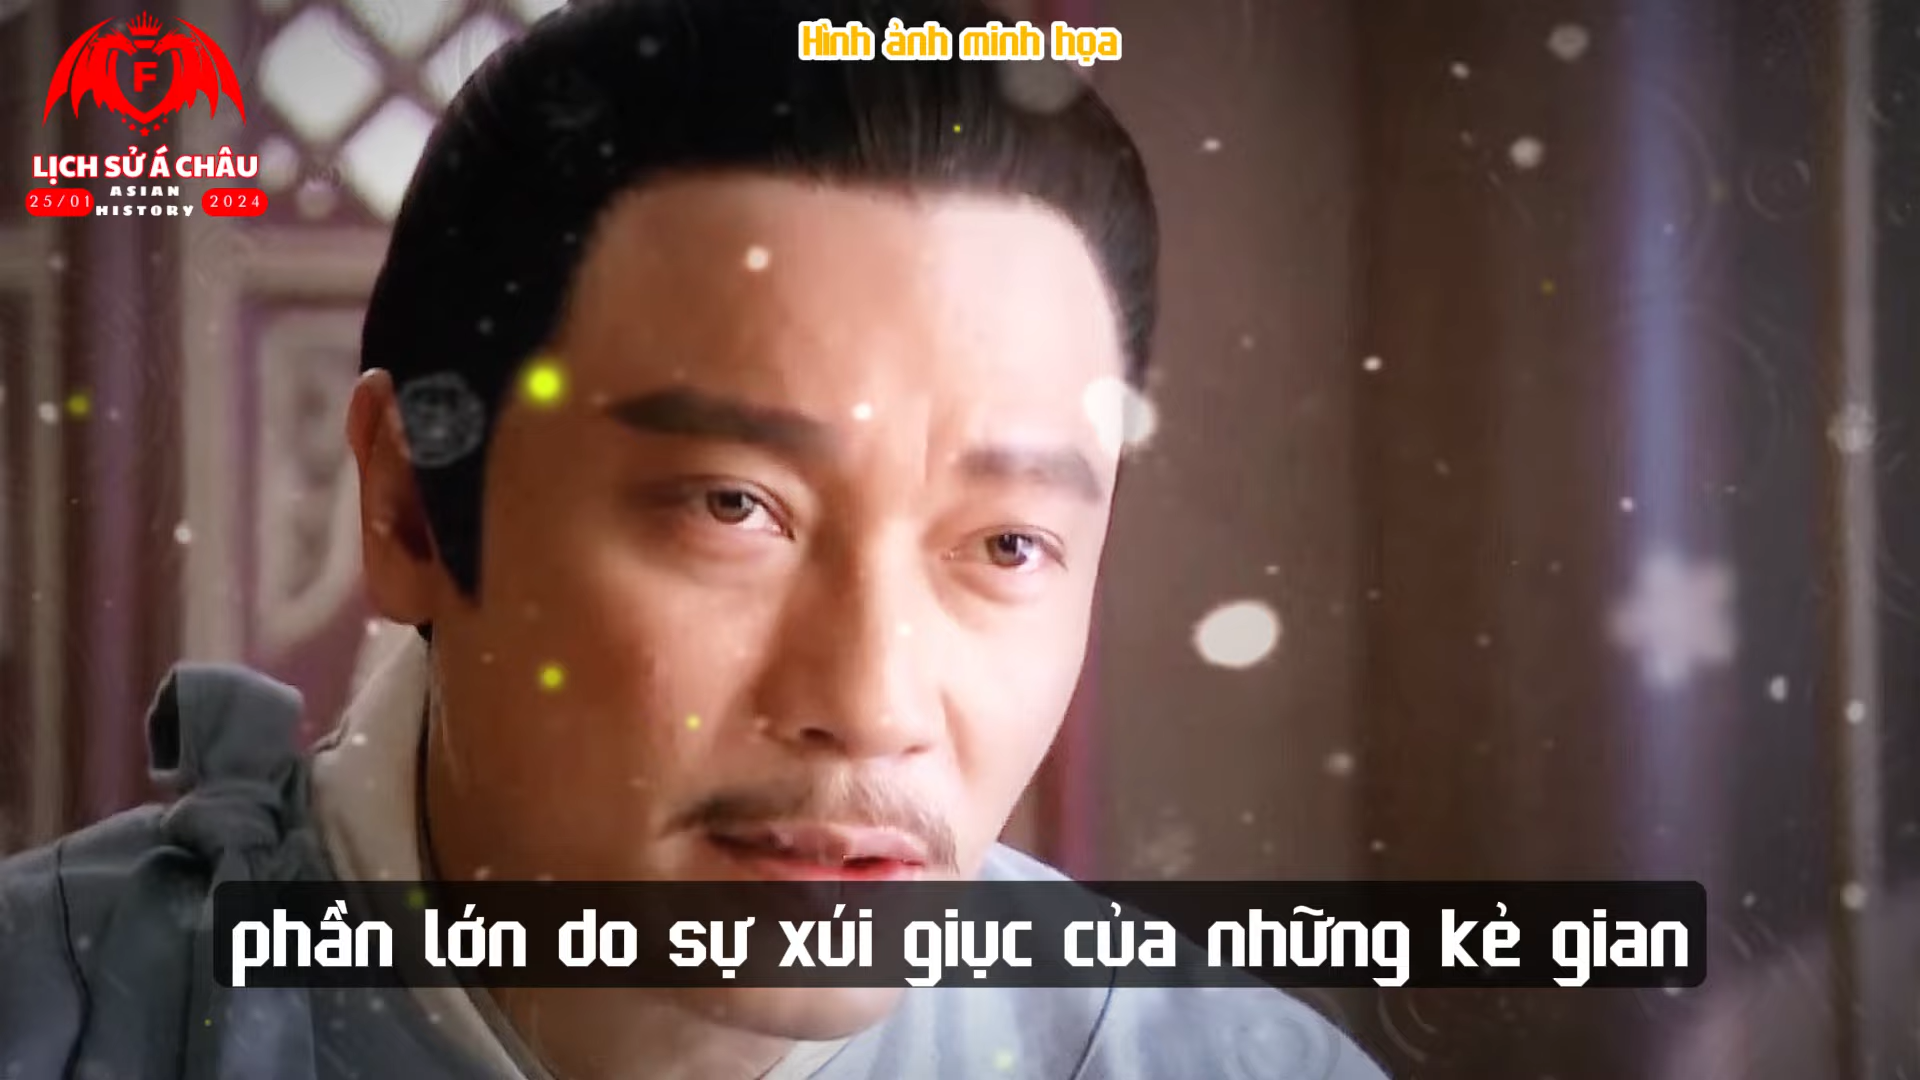 Hình ảnh minh họa
F
LỊCH SỬ Á CHÂU
ASIAN
25/01 HISTORY 2024
phần lớn do sự xúi giục của những kẻ gian